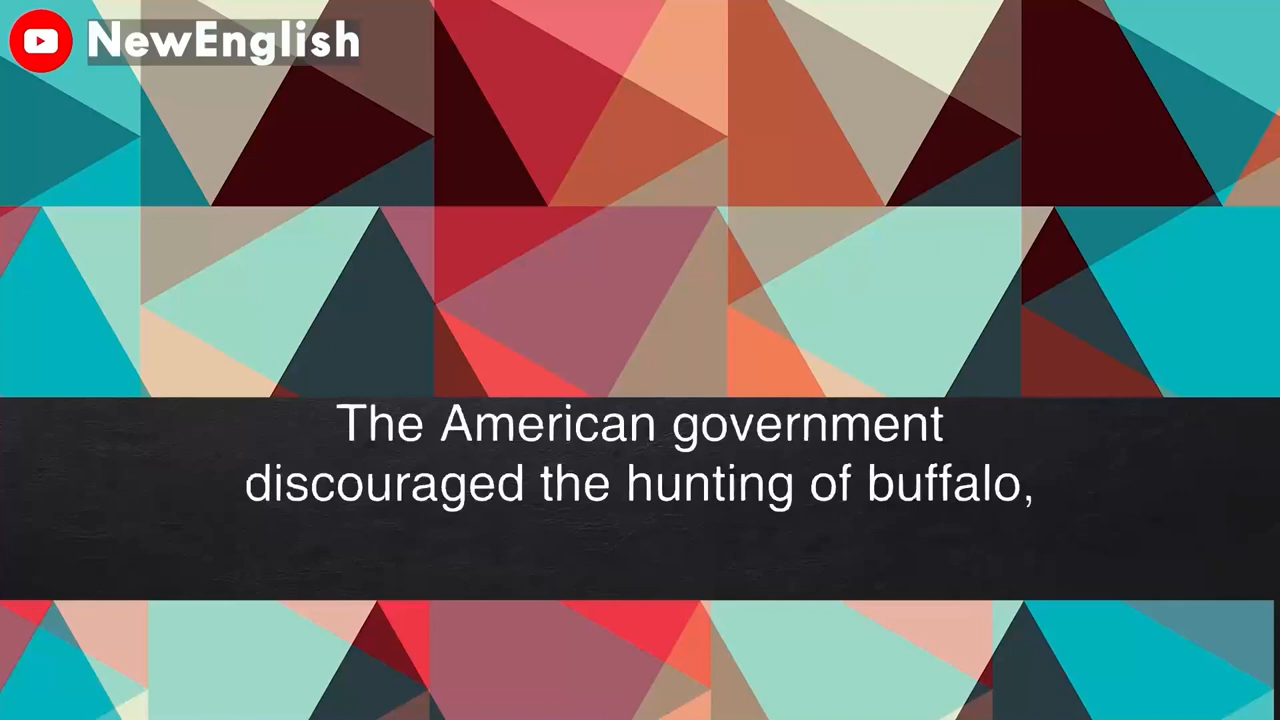 NewEnglish
The American government
discouraged the hunting of buffalo,